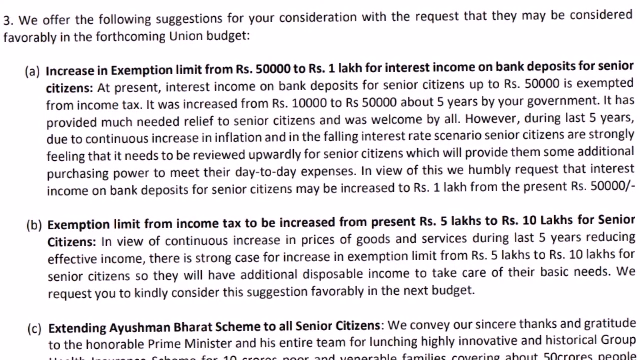 3. We offer the following suggestions for your consideration with the request that they may be considered
favorably in the forthcoming Union budget:
(a) Increase in Exemption limit from Rs. 50000 to Rs. 1 lakh for interest income on bank deposits for senior
citizens: At present, interest income on bank deposits for senior citizens up to Rs. 50000 is exempted
from income tax. It was increased from Rs. 10000 to Rs 50000 about 5 years by your government. It has
provided much needed relief to senior citizens and was welcome by all. However, during last 5 years,
due to continuous increase in inflation and in the falling interest rate scenario senior citizens are strongly
feeling that it needs to be reviewed upwardly for senior citizens which will provide them some additional
purchasing power to meet their day-to-day expenses. In view of this we humbly request that interest
income on bank deposits for senior citizens may be increased to Rs. 1 lakh from the present Rs. 50000/-
(b) Exemption limit from income tax to be increased from present Rs. 5 lakhs to Rs. 10 Lakhs for Senior
Citizens: In view of continuous increase in prices of goods and services during last 5 years reducing
effective income, there is strong case for increase in exemption limit from Rs. 5 lakhs to Rs. 10 lakhs for
senior citizens so they will have additional disposable income to take care of their basic needs. We
request you to kindly consider this suggestion favorably in the next budget.
(c) Extending Ayushman Bharat Scheme to all Senior Citizens: We convey our sincere thanks and gratitude
to the honorable Prime Minister and his entire team for lunching highly innovative and historical Group
Health Insurance Scheme for 10 crores poor and venerable families covering about 50crores people